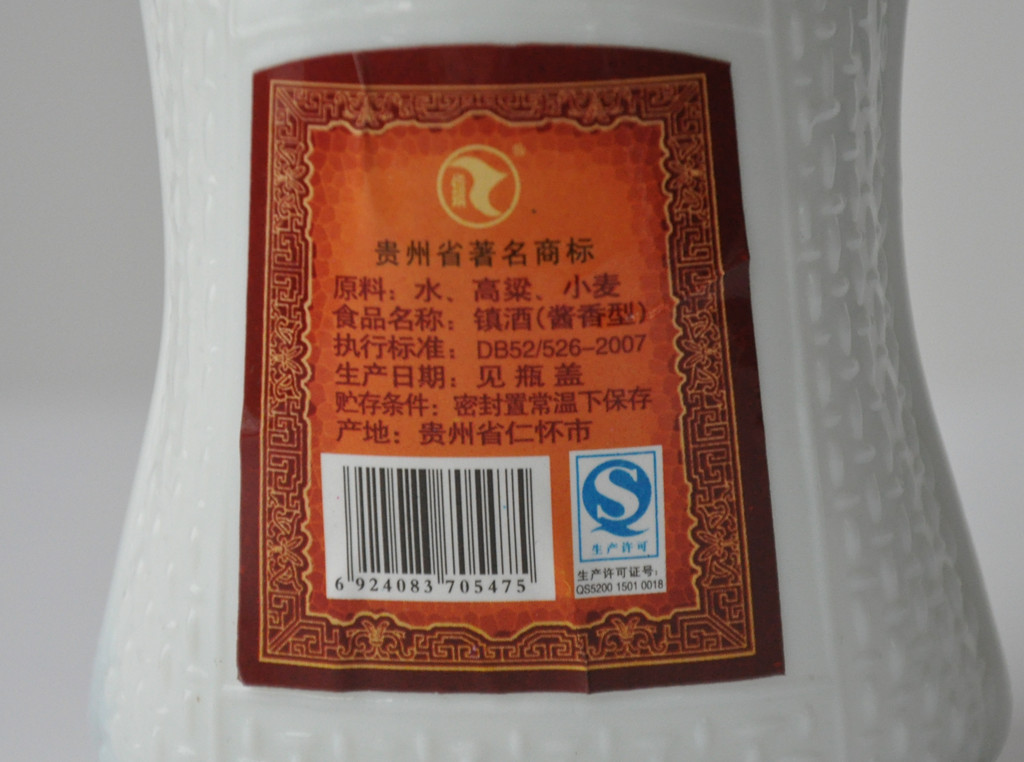 贵州省著名商标
原料：水、高粱、小麦
食品名称：镇酒(酱香型)
执行标准：DB52/526-2007
生产日期：见瓶盖
贮存条件：密封置常温下保存
产地：贵州省仁怀市
6 924083 705475
生产许可
生产许可证号：
QS5200 1501 0018